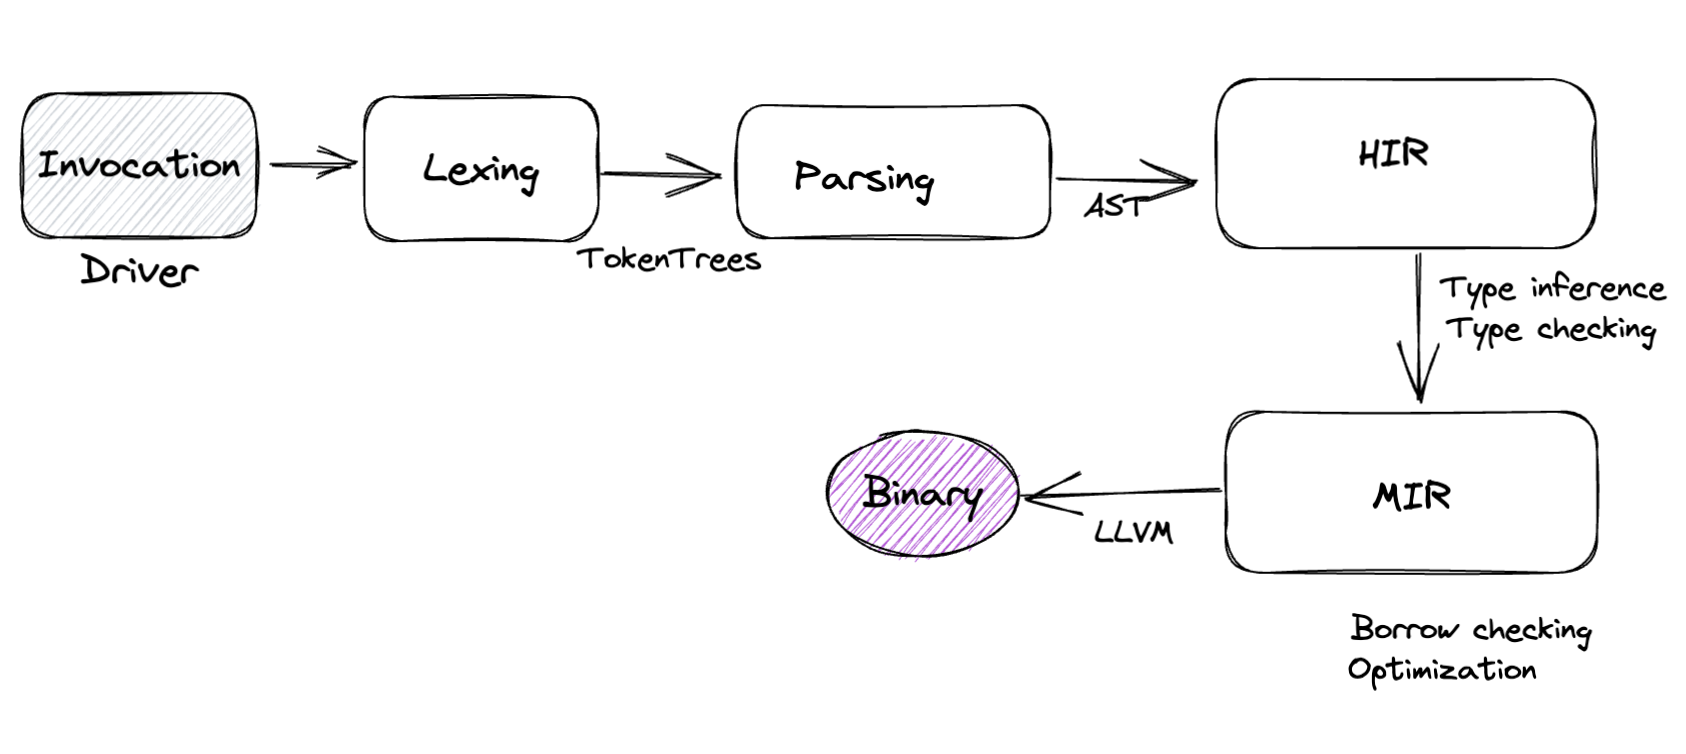 Invocation
Driver
Lexing
TokenTrees
Parsing
AST
HIR
Type inference
Type checking
MIR
Borrow checking
Optimization
LLVM
Binary